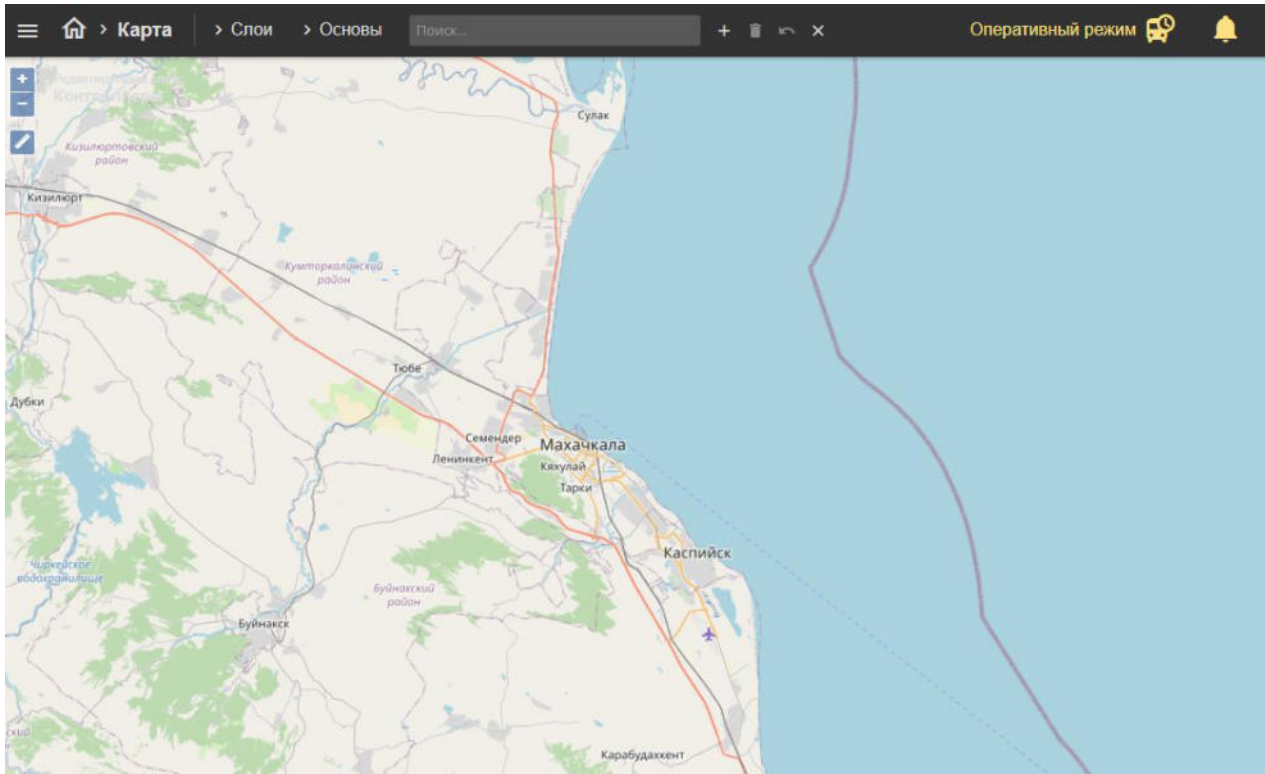 Карта
Слои
Основы
Поиск...
Оперативный режим
Сулак
Кизилюртовский
район
Кизилюрт
Кумторкалинский
район
Тюбе
Дубки
Семендер
Махачкала
Ленинкент
Кяхулай
Тарки
Каспийск
Чиркейское
водохранилище
Буйнакский
район
Буйнакск
Карабудахкент